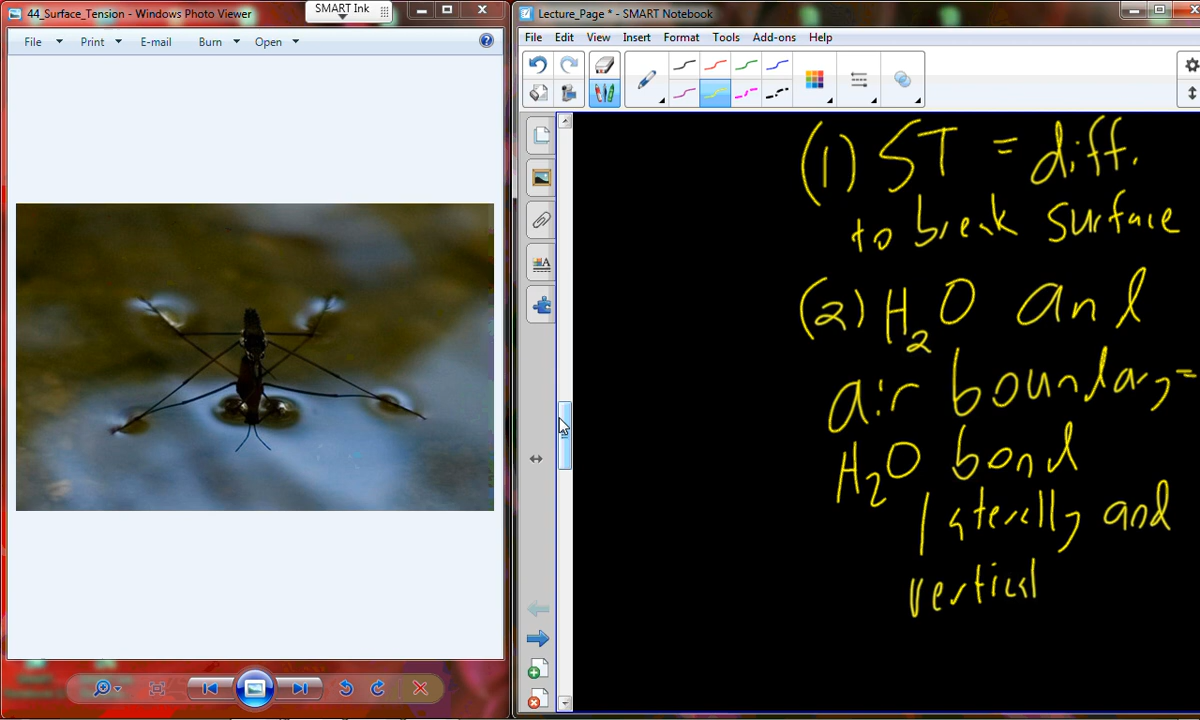 44_Surface_Tension - Windows Photo Viewer
SMART Ink
File Print E-mail Burn Open
Lecture_Page * - SMART Notebook
File Edit View Insert Format Tools Add-ons Help
(1) ST = diff.
to break surface
(2) H2O and
air boundary =
H2O bond
laterally and
vertical